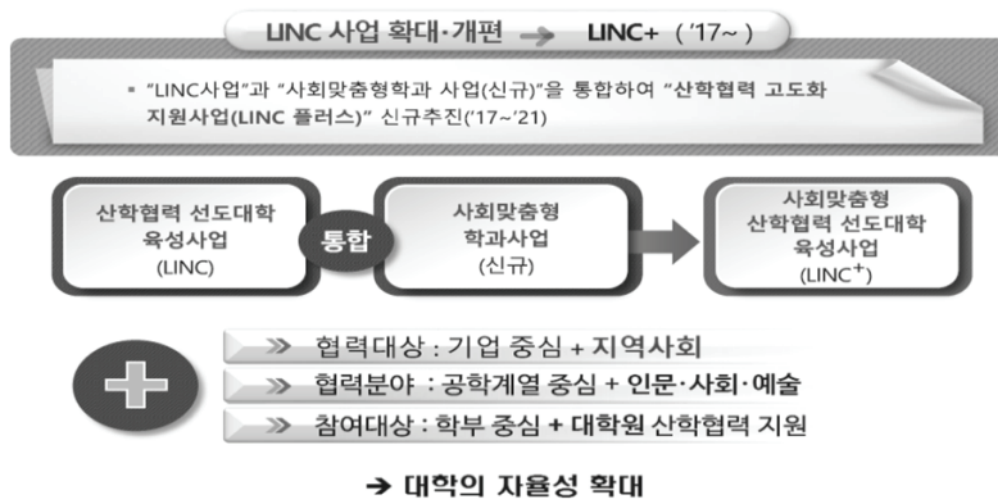 LINC 사업 확대·개편 → LINC+ ( '17~ )
▪ "LINC사업"과 "사회맞춤형학과 사업(신규)"을 통합하여 "산학협력 고도화
지원사업(LINC 플러스)" 신규추진('17~'21)
산학협력 선도대학
육성사업
(LINC)
통합
사회맞춤형
학과사업
(신규)
사회맞춤형
산학협력 선도대학
육성사업
(LINC⁺)
협력대상 : 기업 중심 + 지역사회
협력분야 : 공학계열 중심 + 인문·사회·예술
참여대상 : 학부 중심 + 대학원 산학협력 지원
→ 대학의 자율성 확대